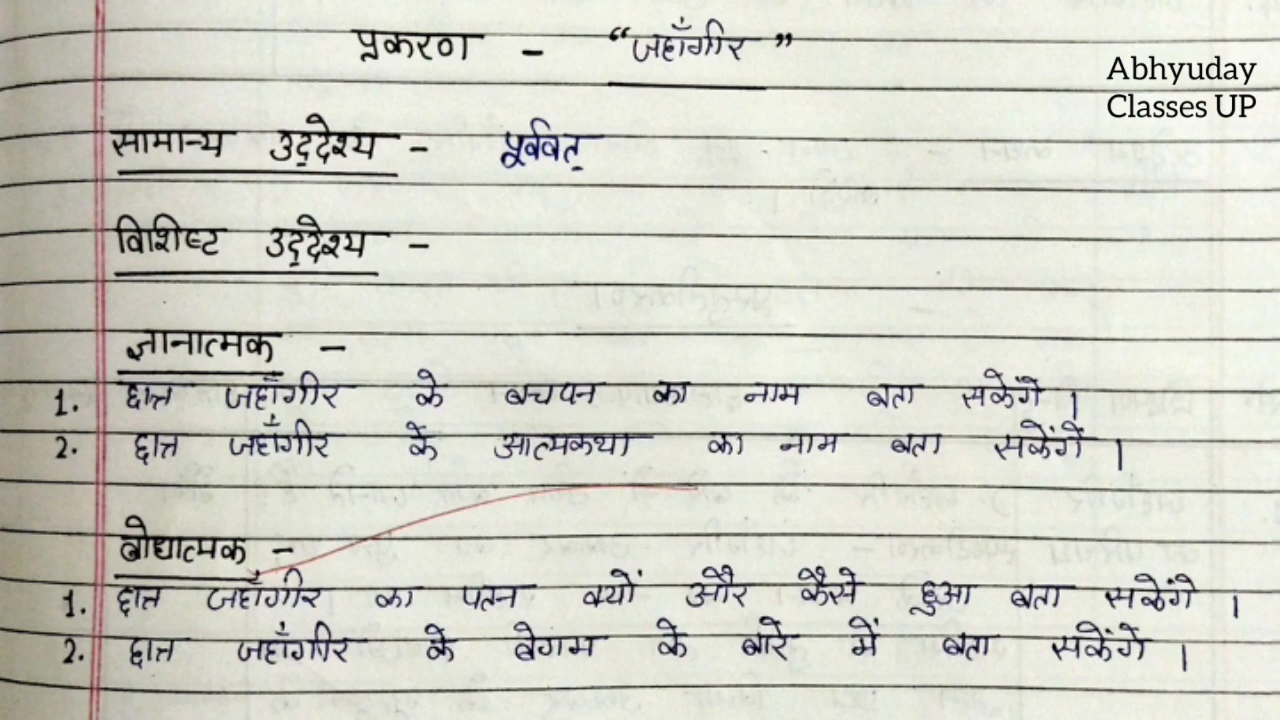 प्रकरण - “जहाँगीर”
Abhyuday
Classes UP
सामान्य उद्देश्य - पूर्ववत्
विशिष्ट उद्देश्य -
ज्ञानात्मक -
1. छात्र जहाँगीर के बचपन का नाम बता सकेंगे।
2. छात्र जहाँगीर के आत्मकथा का नाम बता सकेंगें।
बोधात्मक -
1. छात्र जहाँगीर का पतन क्यों और कैसे हुआ बता सकेंगे।
2. छात्र जहाँगीर के बेगम के बारे में बता सकेंगे।